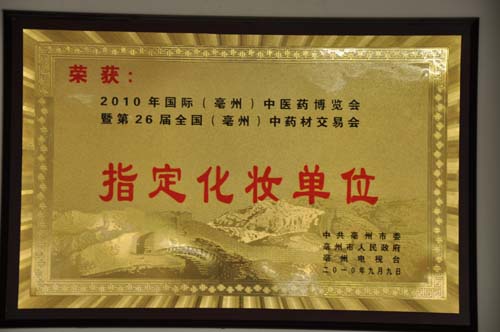 荣获：
2010年国际（亳州）中医药博览会
暨第26届全国（亳州）中药材交易会
指定化妆单位
中共亳州市委
亳州市人民政府
亳州电视台
二〇一〇年九月九日